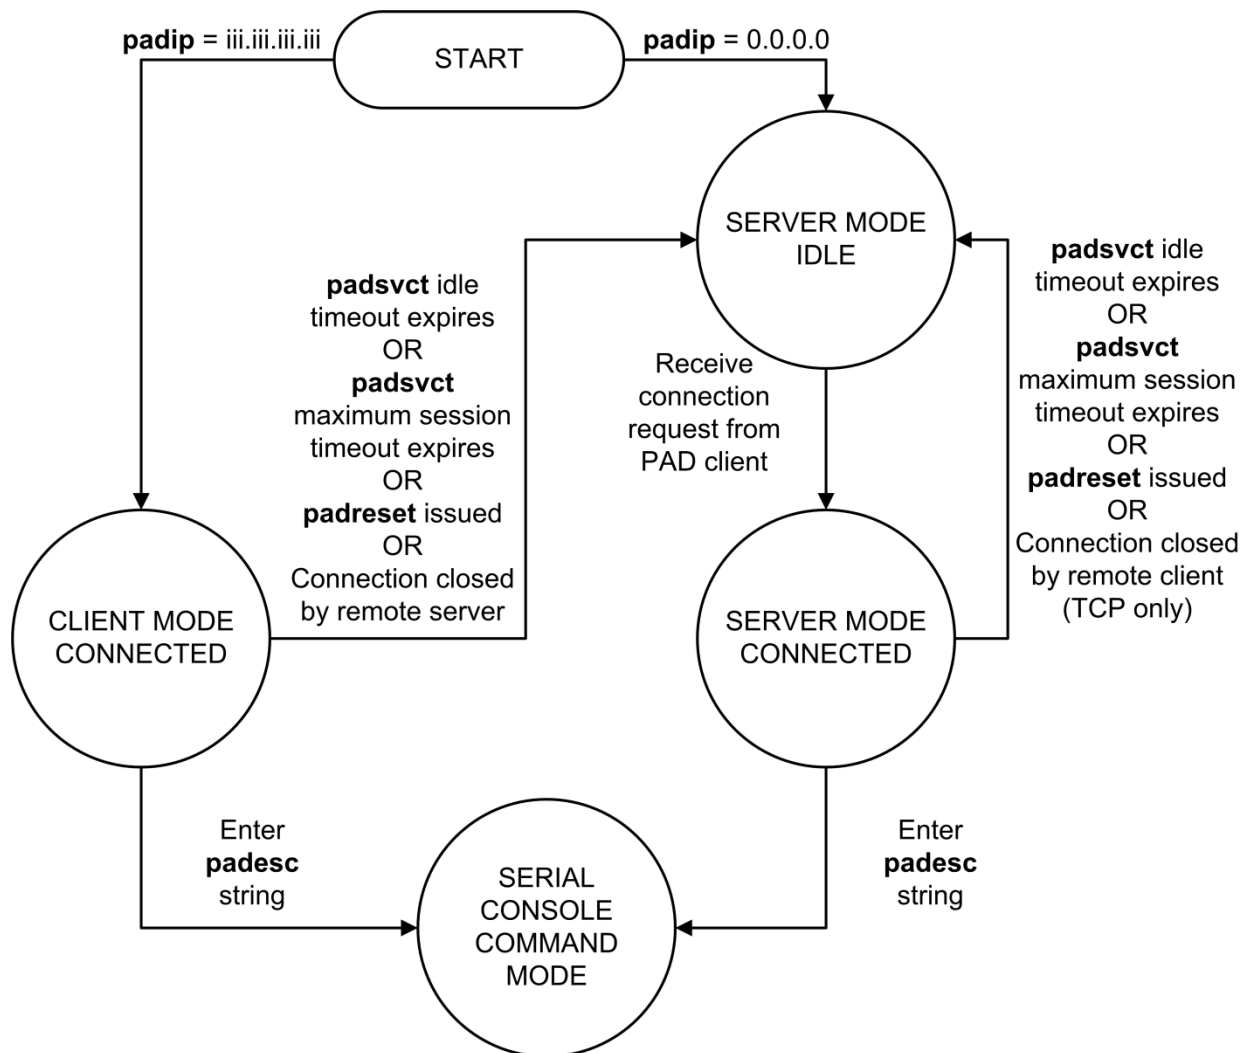 padip = iii.iii.iii.iii
START
padip = 0.0.0.0
SERVER MODE
IDLE
padsvct idle
timeout expires
OR
padsvct
maximum session
timeout expires
OR
padreset issued
OR
Connection closed
by remote server
Receive
connection
request from
PAD client
padsvct idle
timeout expires
OR
padsvct
maximum session
timeout expires
OR
padreset issued
OR
Connection closed
by remote client
(TCP only)
CLIENT MODE
CONNECTED
SERVER MODE
CONNECTED
Enter
padesc
string
SERIAL
CONSOLE
COMMAND
MODE
Enter
padesc
string